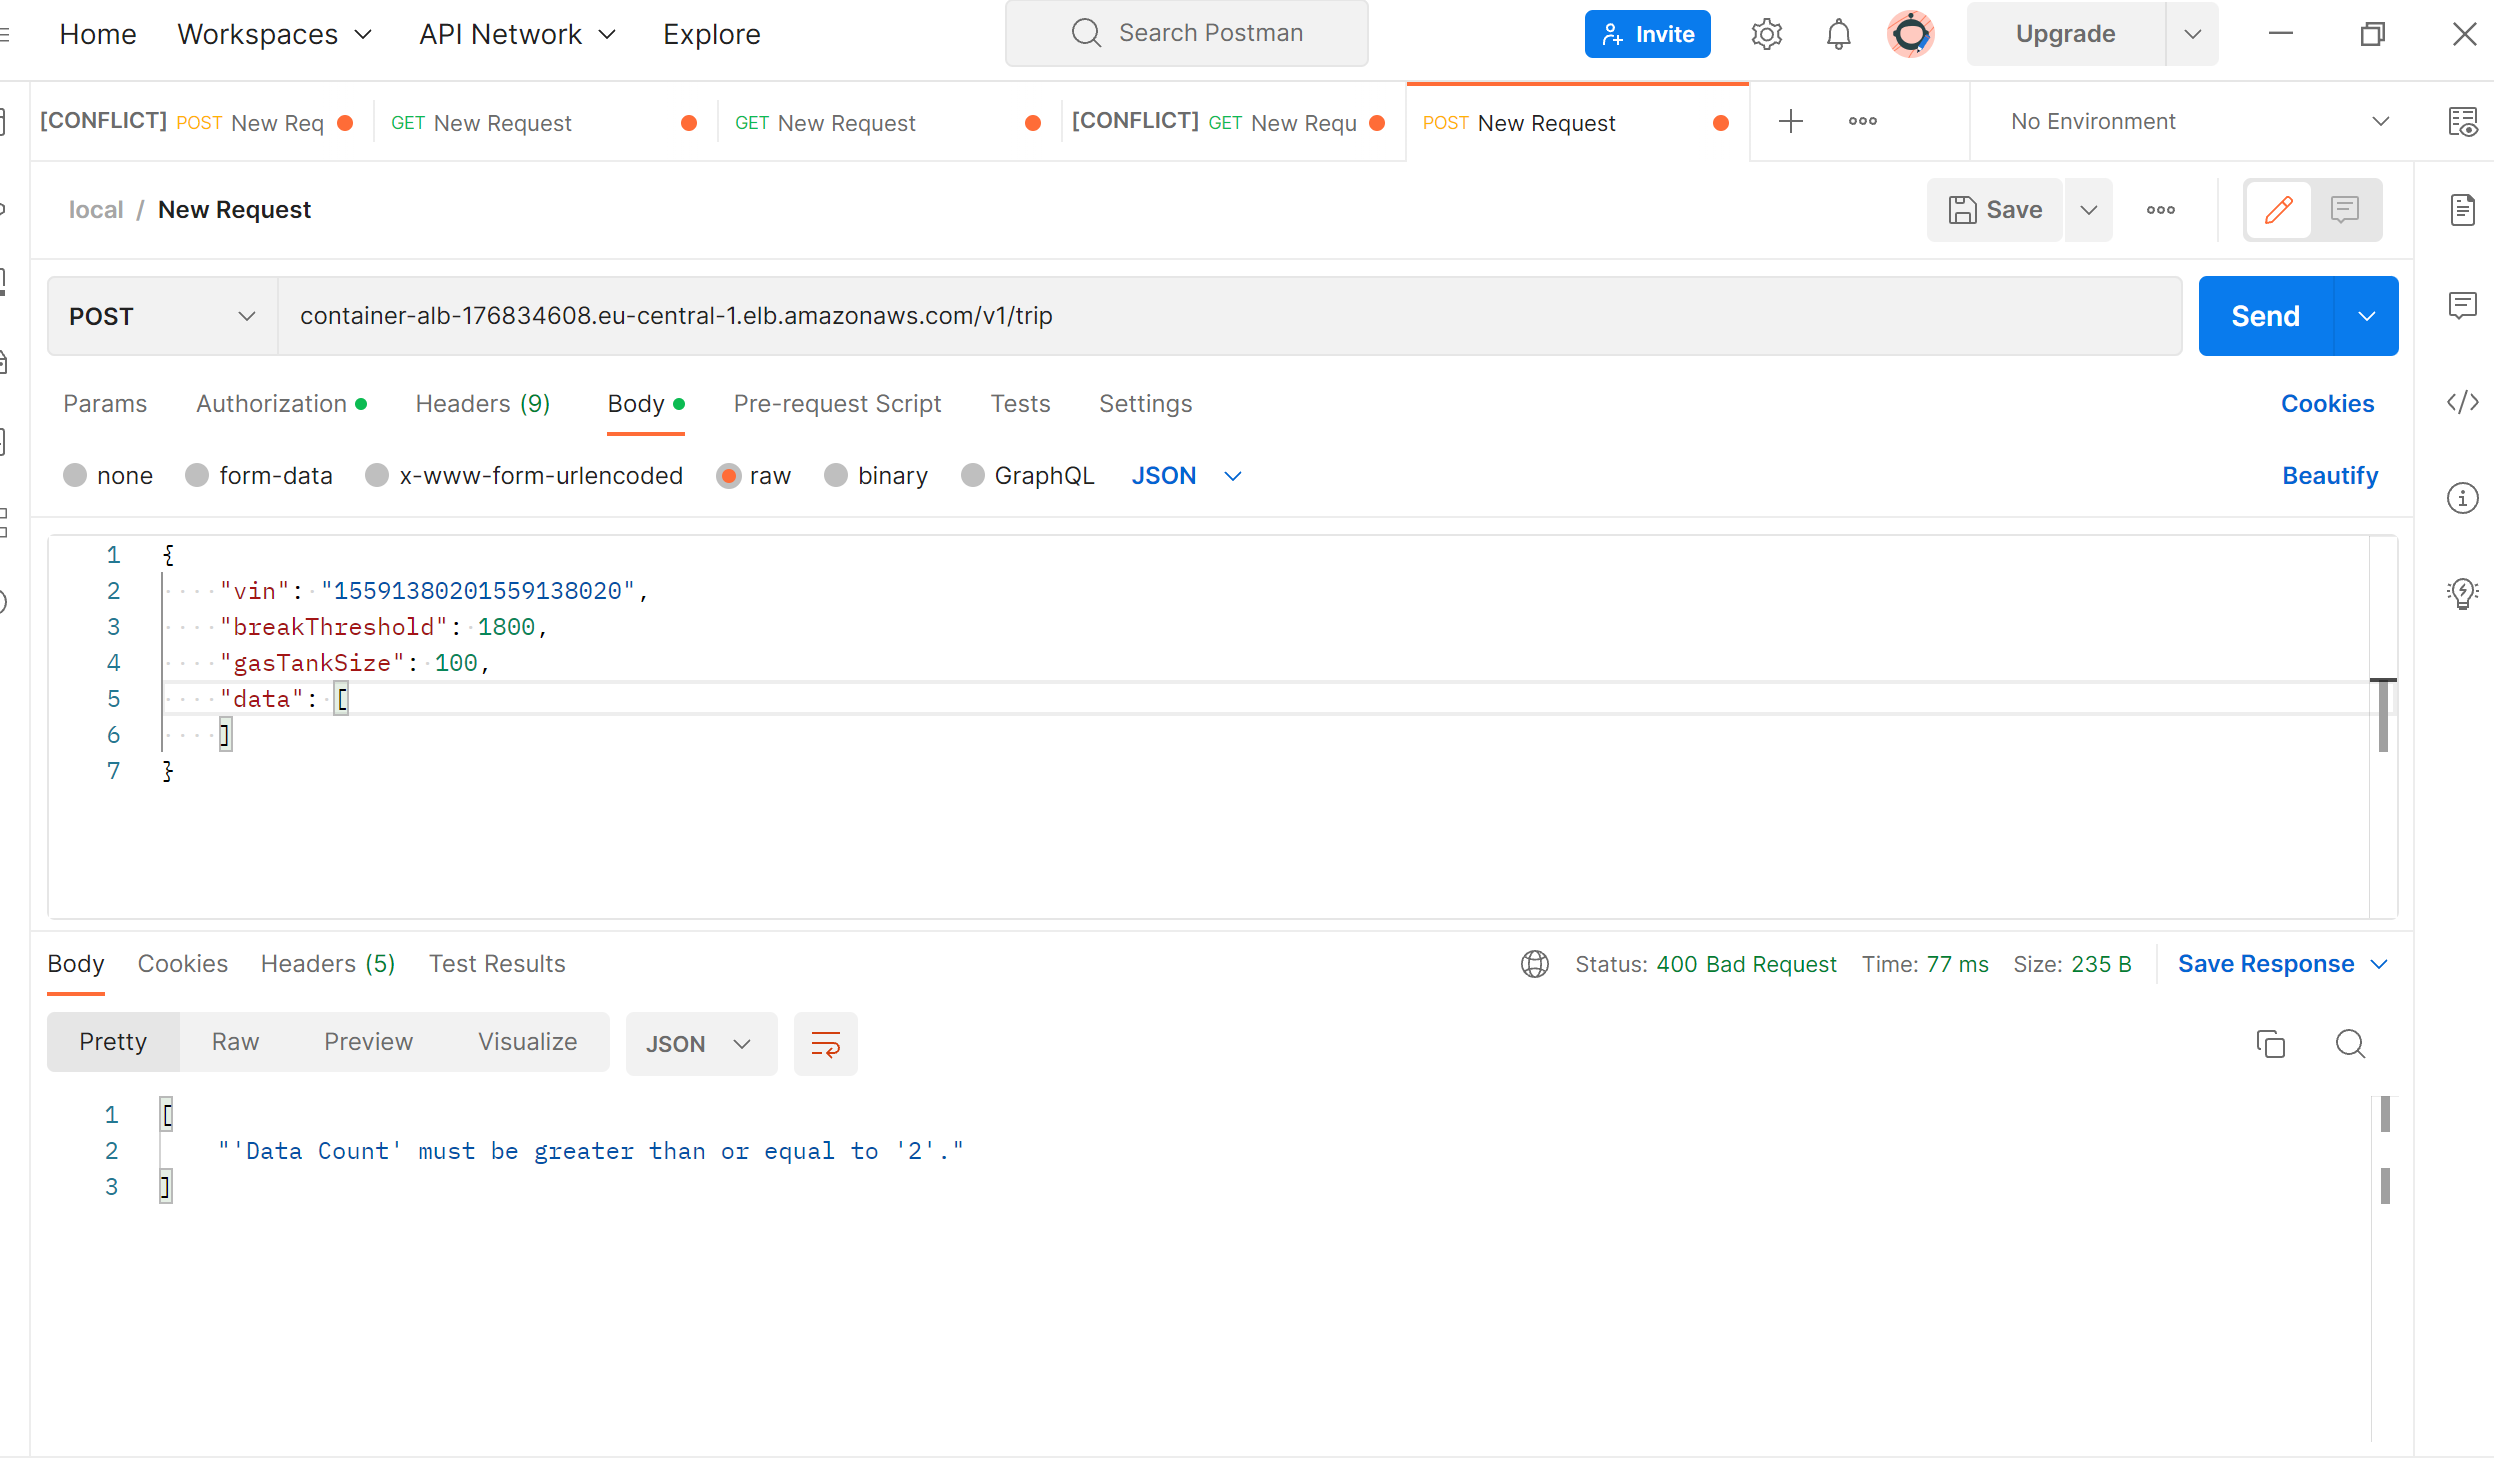 Home Workspaces API Network Explore Search Postman Invite Upgrade
[CONFLICT] POST New Req GET New Request GET New Request [CONFLICT] GET New Requ POST New Request No Environment
local / New Request Save
POST container-alb-176834608.eu-central-1.elb.amazonaws.com/v1/trip Send
Params Authorization Headers (9) Body Pre-request Script Tests Settings Cookies
none form-data x-www-form-urlencoded raw binary GraphQL JSON Beautify
1 {
2 "vin": "15591380201559138020",
3 "breakThreshold": 1800,
4 "gasTankSize": 100,
5 "data": [
6 ]
7 }
Body Cookies Headers (5) Test Results Status: 400 Bad Request Time: 77 ms Size: 235 B Save Response
Pretty Raw Preview Visualize JSON
1 [
2 "'Data Count' must be greater than or equal to '2'."
3 ]